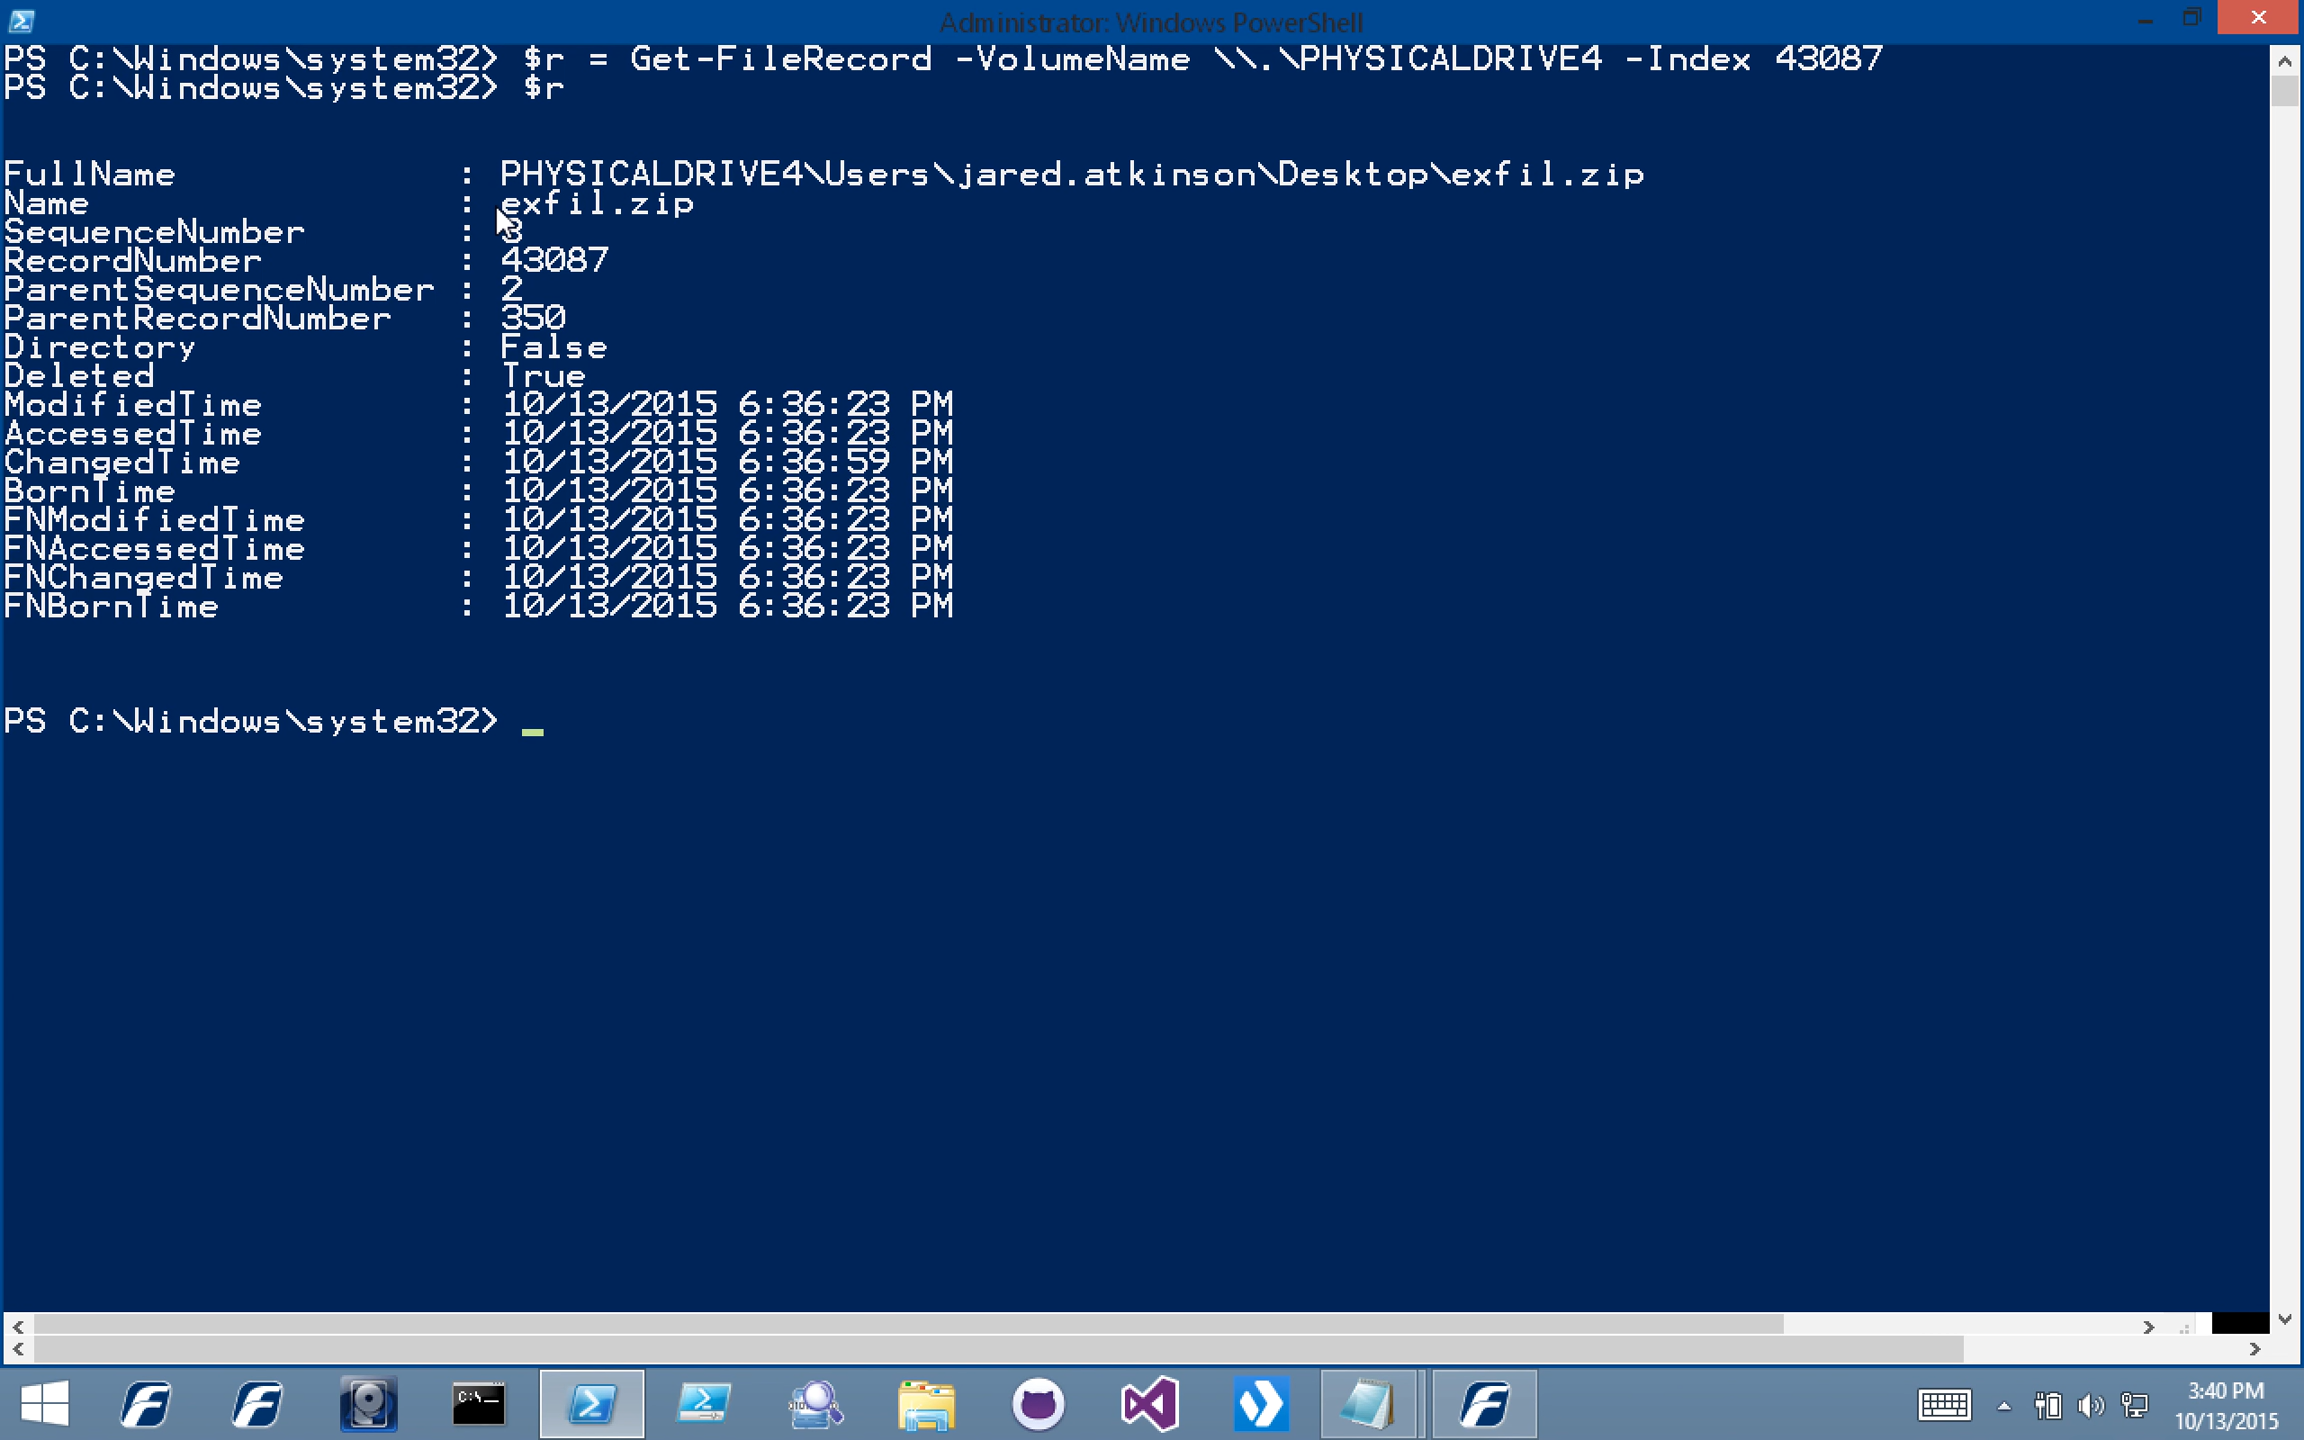 Administrator: Windows PowerShell
PS C:\Windows\system32> $r = Get-FileRecord -VolumeName \\.\PHYSICALDRIVE4 -Index 43087
PS C:\Windows\system32> $r
FullName : PHYSICALDRIVE4\Users\jared.atkinson\Desktop\exfil.zip
Name : exfil.zip
SequenceNumber : 3
RecordNumber : 43087
ParentSequenceNumber : 2
ParentRecordNumber : 350
Directory : False
Deleted : True
ModifiedTime : 10/13/2015 6:36:23 PM
AccessedTime : 10/13/2015 6:36:23 PM
ChangedTime : 10/13/2015 6:36:59 PM
BornTime : 10/13/2015 6:36:23 PM
FNModifiedTime : 10/13/2015 6:36:23 PM
FNAccessedTime : 10/13/2015 6:36:23 PM
FNChangedTime : 10/13/2015 6:36:23 PM
FNBornTime : 10/13/2015 6:36:23 PM
PS C:\Windows\system32> _
C:\_
3:40 PM
10/13/2015